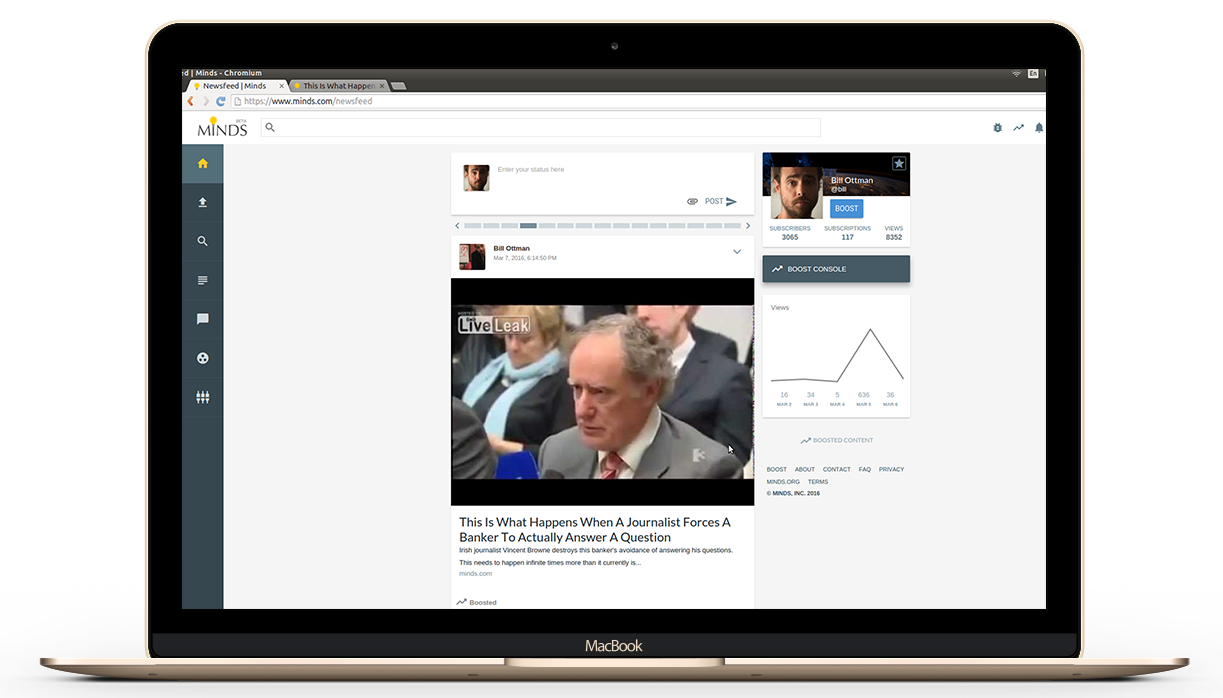 ed | Minds - Chromium
En
Newsfeed | Minds
This Is What Happen
https://www.minds.com/newsfeed
MINDS
BETA
Enter your status here
POST
Bill Ottman
@bill
BOOST
SUBSCRIBERS SUBSCRIPTIONS VIEWS
3065 117 8352
Bill Ottman
Mar 7, 2016, 6:14:50 PM
BOOST CONSOLE
HOSTED ON
LiveLeak
3
Views
16 34 5 636 36
MAR 2 MAR 3 MAR 4 MAR 5 MAR 6
BOOSTED CONTENT
BOOST ABOUT CONTACT FAQ PRIVACY
MINDS.ORG TERMS
© MINDS, INC. 2016
This Is What Happens When A Journalist Forces A
Banker To Actually Answer A Question
Irish journalist Vincent Browne destroys this banker's avoidance of answering his questions.
This needs to happen infinite times more than it currently is...
minds.com
Boosted
MacBook